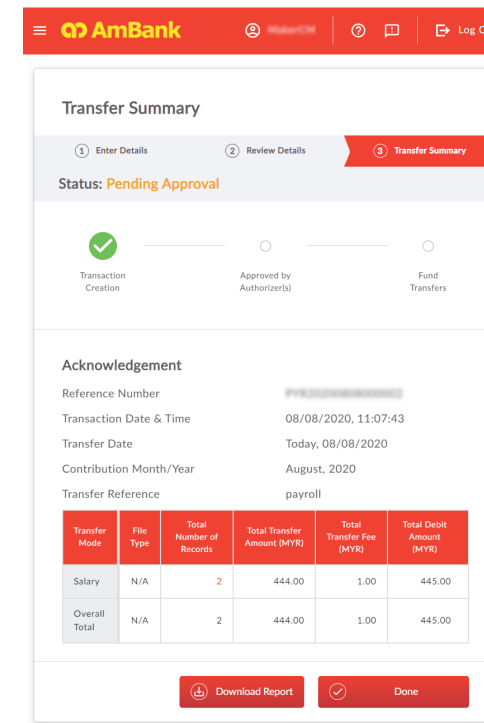 AmBank
Log O
Transfer Summary
1 Enter Details
2 Review Details
3 Transfer Summary
Status: Pending Approval
Transaction
Creation
Approved by
Authorizer(s)
Fund
Transfers
Acknowledgement
Reference Number
Transaction Date & Time 08/08/2020, 11:07:43
Transfer Date Today, 08/08/2020
Contribution Month/Year August, 2020
Transfer Reference payroll
Transfer Mode File Type Total Number of Records Total Transfer Amount (MYR) Total Transfer Fee (MYR) Total Debit Amount (MYR)
Salary N/A 2 444.00 1.00 445.00
Overall Total N/A 2 444.00 1.00 445.00
Download Report
Done